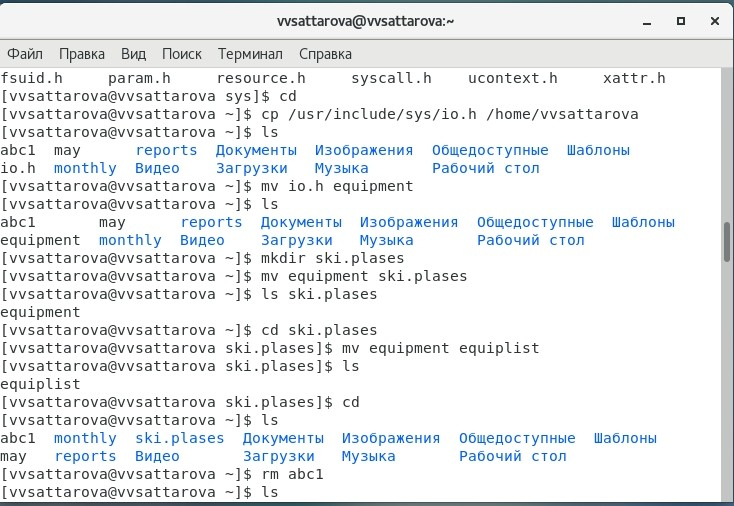 vvsattarova@vvsattarova:~
Файл Правка Вид Поиск Терминал Справка
fsuid.h param.h resource.h syscall.h ucontext.h xattr.h
[vvsattarova@vvsattarova sys]$ cd
[vvsattarova@vvsattarova ~]$ cp /usr/include/sys/io.h /home/vvsattarova
[vvsattarova@vvsattarova ~]$ ls
abc1 may reports Документы Изображения Общедоступные Шаблоны
io.h monthly Видео Загрузки Музыка Рабочий стол
[vvsattarova@vvsattarova ~]$ mv io.h equipment
[vvsattarova@vvsattarova ~]$ ls
abc1 may reports Документы Изображения Общедоступные Шаблоны
equipment monthly Видео Загрузки Музыка Рабочий стол
[vvsattarova@vvsattarova ~]$ mkdir ski.plases
[vvsattarova@vvsattarova ~]$ mv equipment ski.plases
[vvsattarova@vvsattarova ~]$ ls ski.plases
equipment
[vvsattarova@vvsattarova ~]$ cd ski.plases
[vvsattarova@vvsattarova ski.plases]$ mv equipment equiplist
[vvsattarova@vvsattarova ski.plases]$ ls
equiplist
[vvsattarova@vvsattarova ski.plases]$ cd
[vvsattarova@vvsattarova ~]$ ls
abc1 monthly ski.plases Документы Изображения Общедоступные Шаблоны
may reports Видео Загрузки Музыка Рабочий стол
[vvsattarova@vvsattarova ~]$ rm abc1
[vvsattarova@vvsattarova ~]$ ls